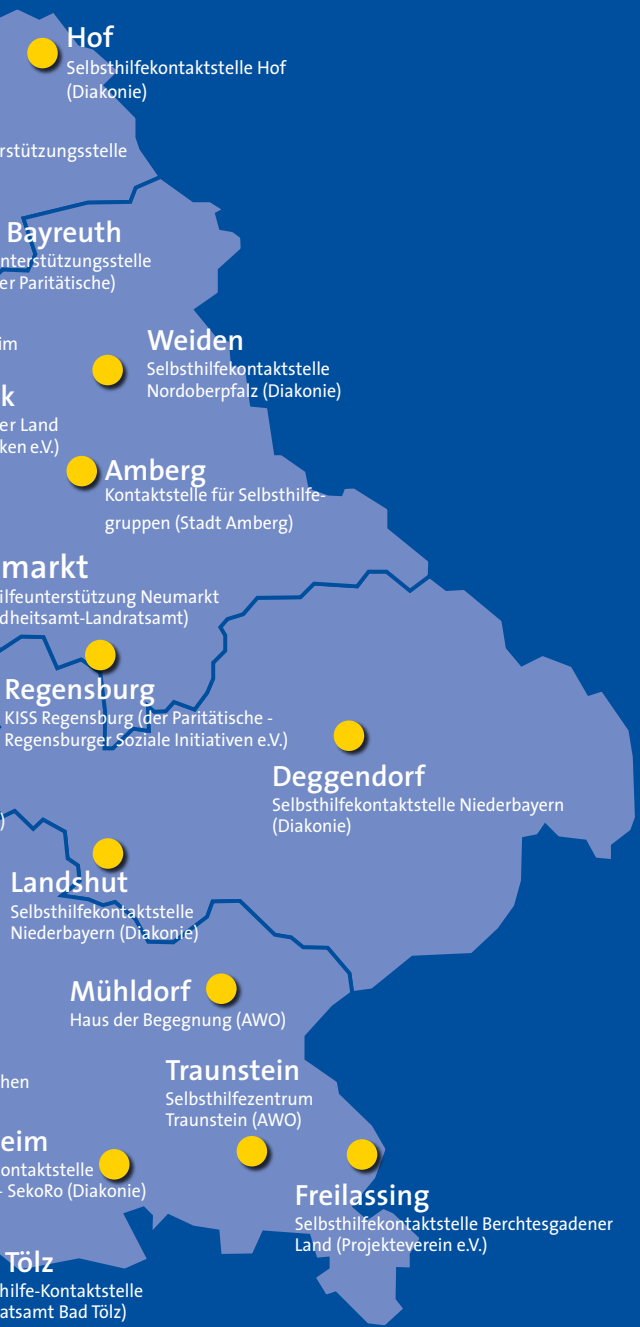 Hof
Selbsthilfekontaktstelle Hof
(Diakonie)
rstützungsstelle
Bayreuth
nterstützungsstelle
er Paritätische)
im
Weiden
Selbsthilfekontaktstelle
Nordoberpfalz (Diakonie)
k
er Land
ken e.V.)
Amberg
Kontaktstelle für Selbsthilfe-
gruppen (Stadt Amberg)
markt
ilfeunterstützung Neumarkt
dheitsamt-Landratsamt)
Regensburg
KISS Regensburg (der Paritätische -
Regensburger Soziale Initiativen e.V.)
Deggendorf
Selbsthilfekontaktstelle Niederbayern
(Diakonie)
)
Landshut
Selbsthilfekontaktstelle
Niederbayern (Diakonie)
Mühldorf
Haus der Begegnung (AWO)
hen
Traunstein
Selbsthilfezentrum
Traunstein (AWO)
eim
ontaktstelle
- SekoRo (Diakonie)
Freilassing
Selbsthilfekontaktstelle Berchtesgadener
Land (Projekteverein e.V.)
Tölz
hilfe-Kontaktstelle
atsamt Bad Tölz)